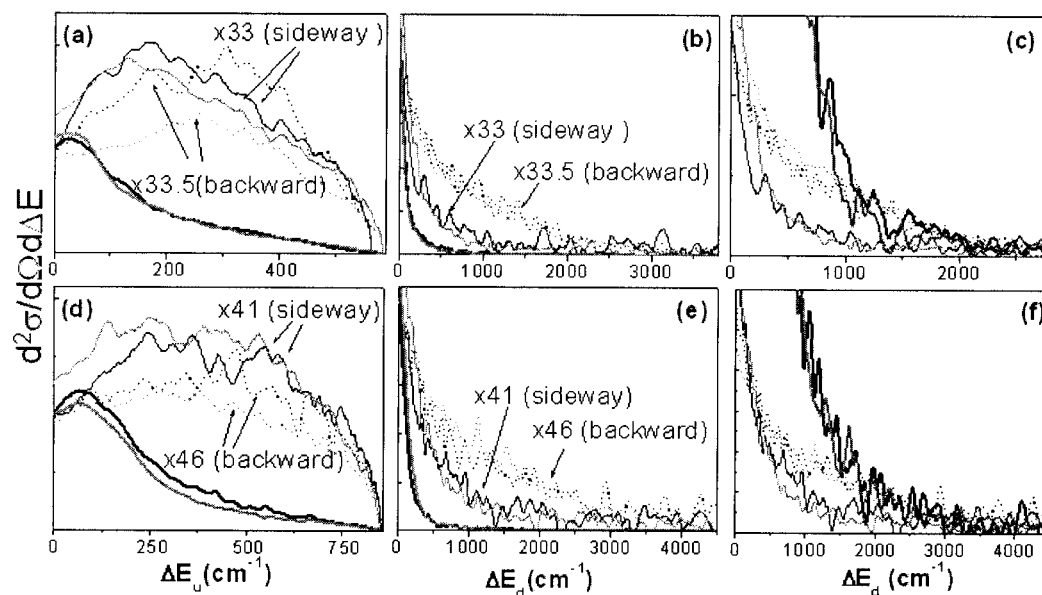 d²σ/dΩdΔE
(a)
x33 (sideway )
x33.5(backward)
0 200 400
(b)
x33 (sideway )
x33.5 (backward)
0 1000 2000 3000
(c)
0 1000 2000
(d)
x41 (sideway)
x46 (backward)
0 250 500 750
ΔEᵤ(cm⁻¹)
(e)
x41 (sideway)
x46 (backward)
0 1000 2000 3000 4000
ΔE_d(cm⁻¹)
(f)
0 1000 2000 3000 4000
ΔE_d (cm⁻¹)